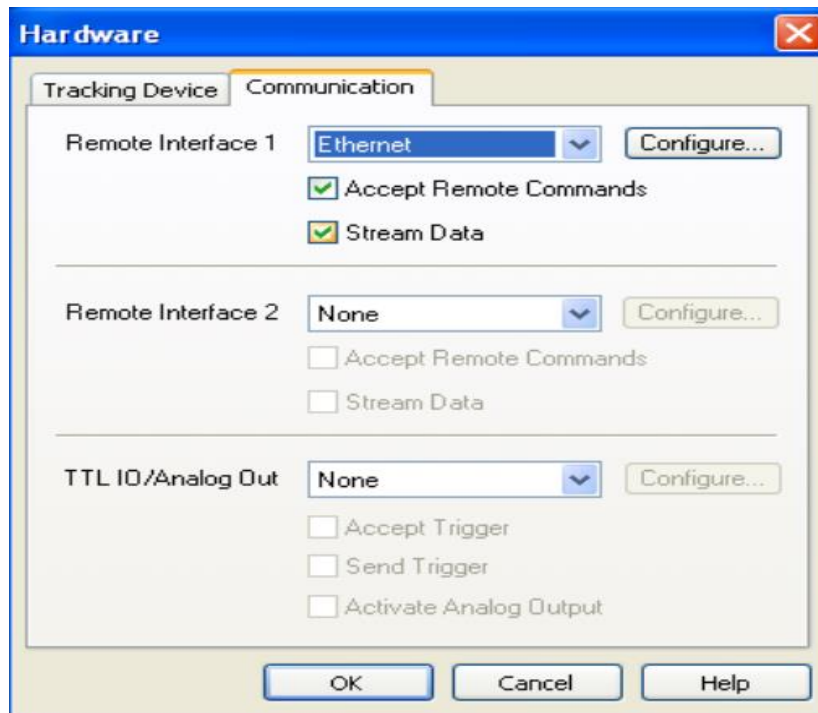 Hardware
Tracking Device Communication
Remote Interface 1 Ethernet Configure...
Accept Remote Commands
Stream Data
Remote Interface 2 None Configure...
Accept Remote Commands
Stream Data
TTL IO/Analog Out None Configure...
Accept Trigger
Send Trigger
Activate Analog Output
OK Cancel Help